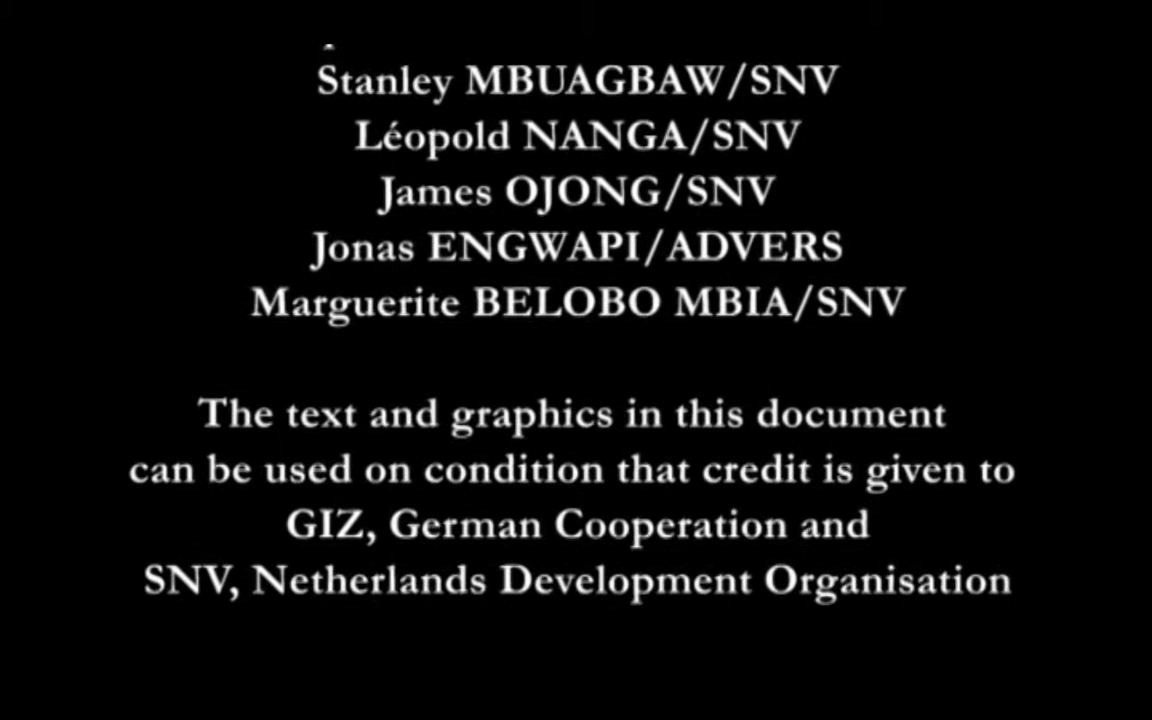 Stanley MBUAGBAW/SNV
Léopold NANGA/SNV
James OJONG/SNV
Jonas ENGWAPI/ADVERS
Marguerite BELOBO MBIA/SNV
The text and graphics in this document
can be used on condition that credit is given to
GIZ, German Cooperation and
SNV, Netherlands Development Organisation